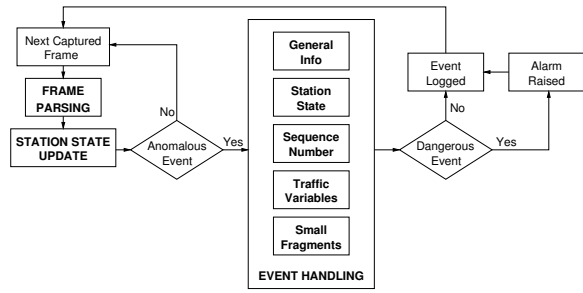 Next Captured
Frame
FRAME
PARSING
STATION STATE
UPDATE
No
Anomalous
Event
Yes
General
Info
Station
State
Sequence
Number
Traffic
Variables
Small
Fragments
EVENT HANDLING
Event
Logged
Alarm
Raised
No
Dangerous
Event
Yes